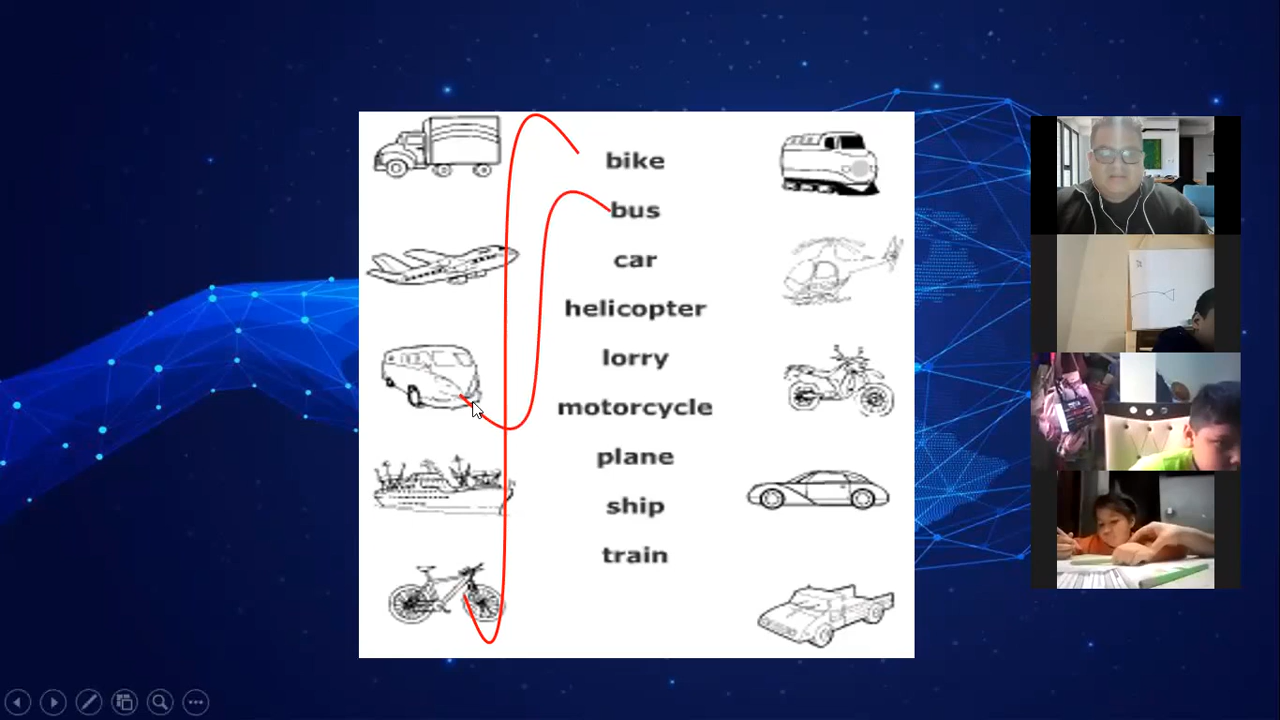 bike
bus
car
helicopter
lorry
motorcycle
plane
ship
train